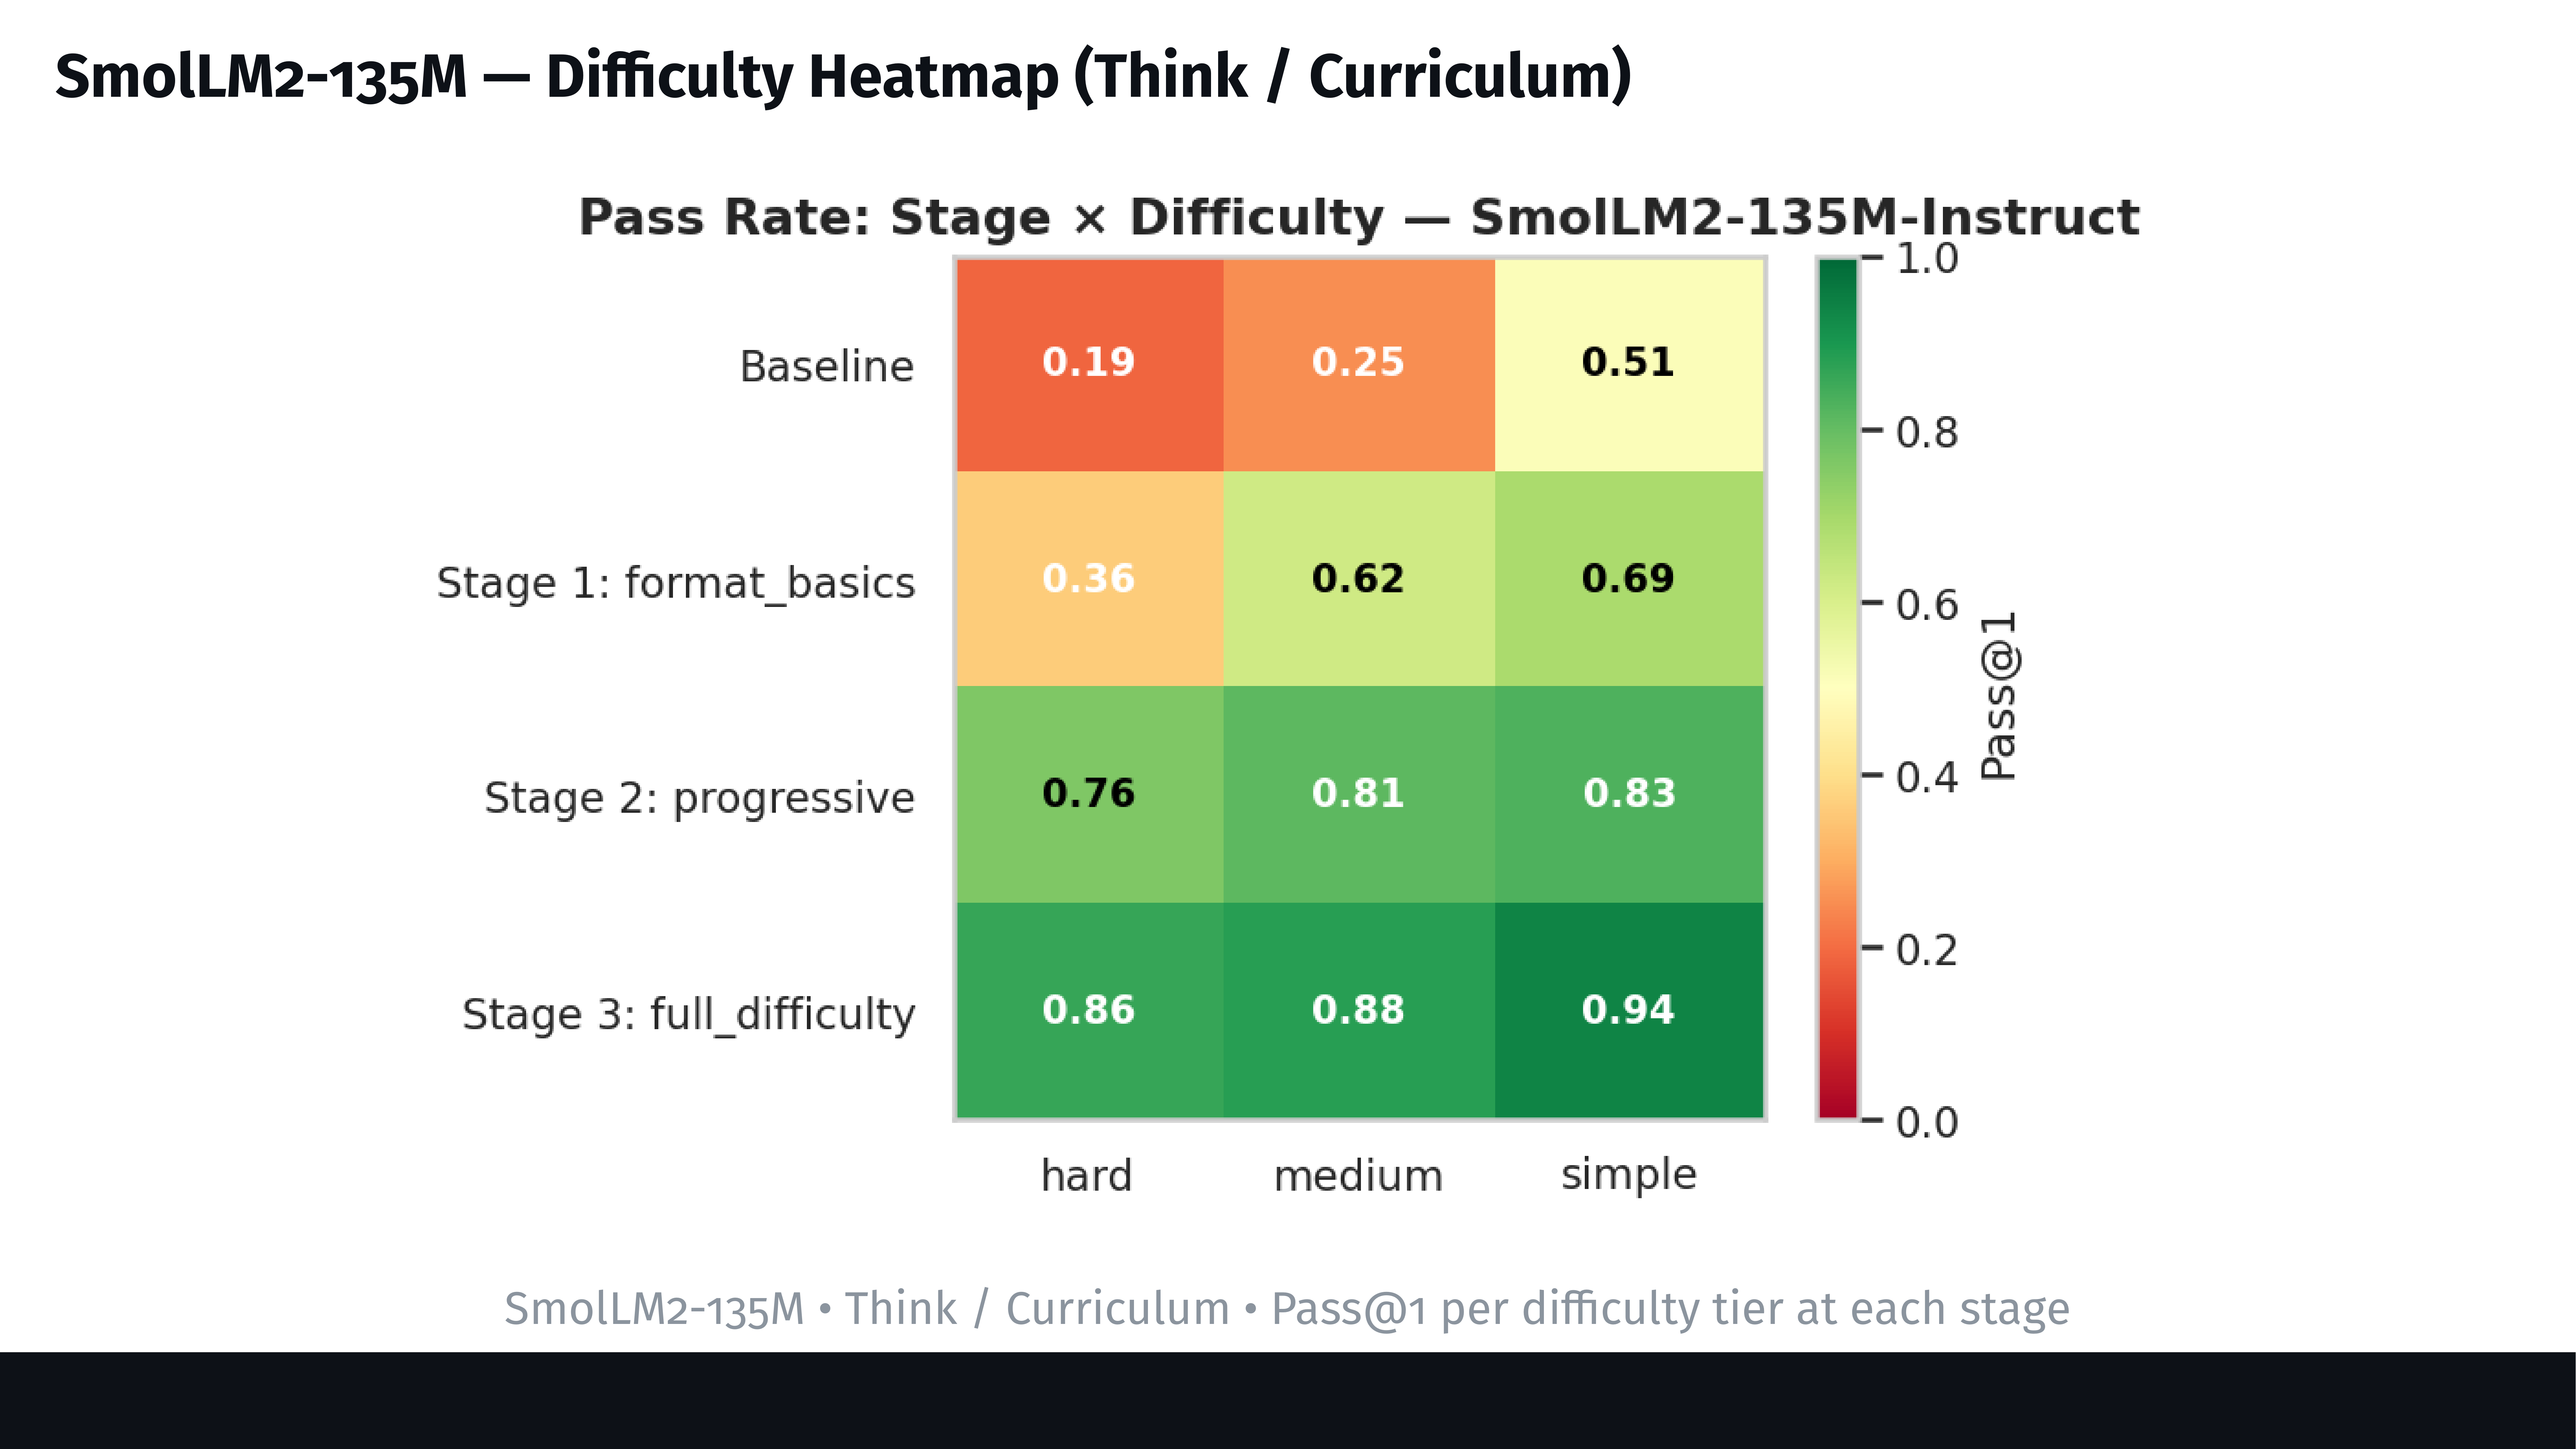 SmolLM2-135M — Difficulty Heatmap (Think / Curriculum)
Pass Rate: Stage × Difficulty — SmolLM2-135M-Instruct
Baseline 0.19 0.25 0.51
Stage 1: format_basics 0.36 0.62 0.69
Stage 2: progressive 0.76 0.81 0.83
Stage 3: full_difficulty 0.86 0.88 0.94
hard medium simple
1.0
0.8
0.6
0.4
0.2
0.0
Pass@1
SmolLM2-135M • Think / Curriculum • Pass@1 per difficulty tier at each stage